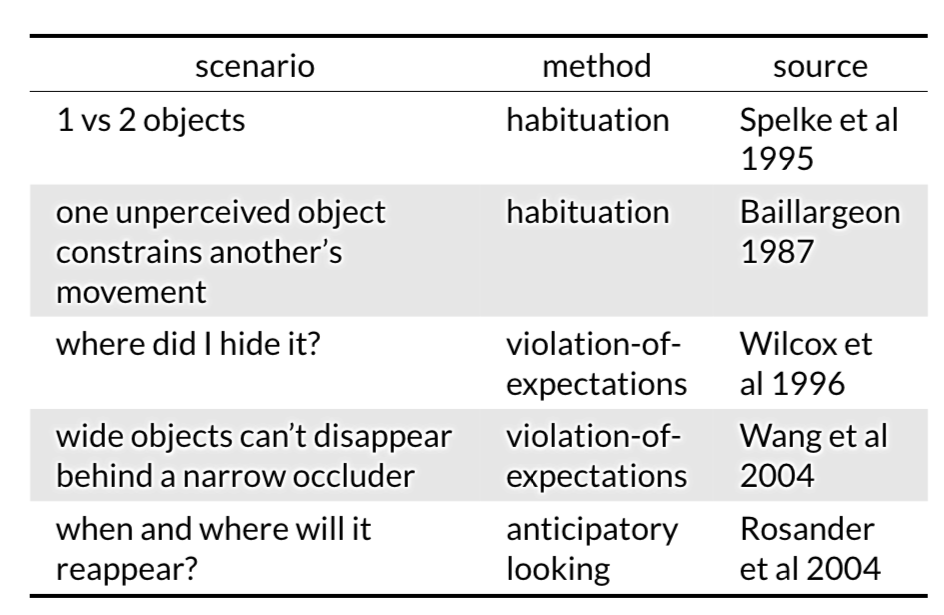 scenario method source
1 vs 2 objects habituation Spelke et al
1995
one unperceived object habituation Baillargeon
constrains another’s 1987
movement
where did I hide it? violation-of- Wilcox et
expectations al 1996
wide objects can’t disappear violation-of- Wang et al
behind a narrow occluder expectations 2004
when and where will it anticipatory Rosander
reappear? looking et al 2004